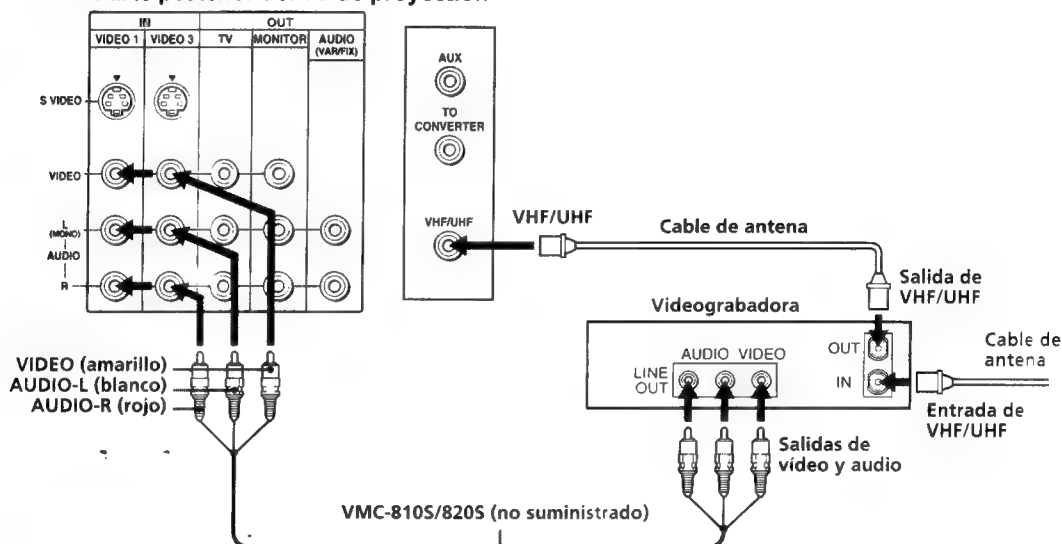 IN
OUT
VIDEO 1
VIDEO 3
TV
MONITOR
AUDIO
(VAR/FIX)
S VIDEO
VIDEO
L
(MONO)
AUDIO
R
AUX
TO
CONVERTER
VHF/UHF
VHF/UHF
Cable de antena
Salida de
VHF/UHF
Videograbadora
AUDIO VIDEO
LINE
OUT
OUT
IN
Cable de
antena
Entrada de
VHF/UHF
VIDEO (amarillo)
AUDIO-L (blanco)
AUDIO-R (rojo)
Salidas de
vídeo y audio
VMC-810S/820S (no suministrado)